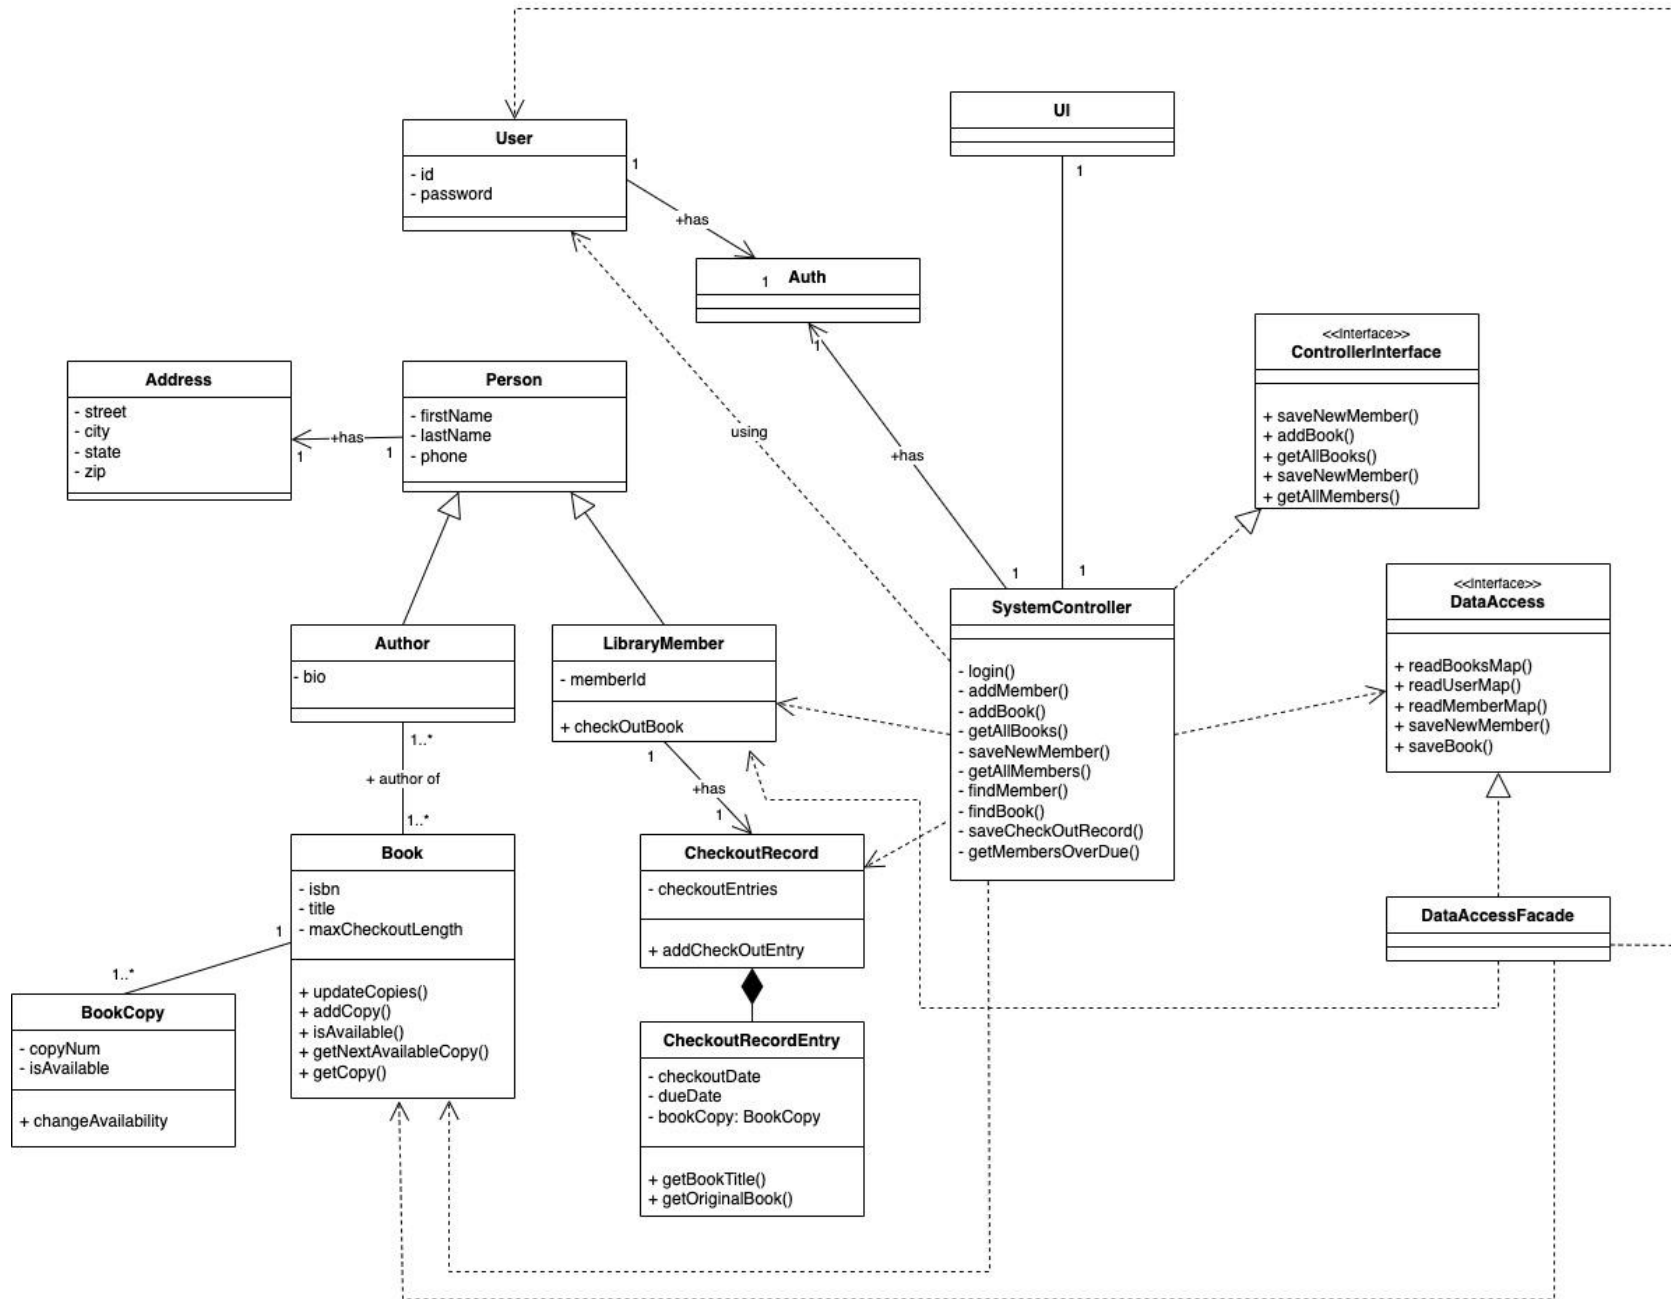 User
- id
- password
1
+has
1
Auth
UI
1
<<Interface>>
ControllerInterface
+ saveNewMember()
+ addBook()
+ getAllBooks()
+ saveNewMember()
+ getAllMembers()
Address
- street
- city
- state
- zip
+has
1
1
Person
- firstName
- lastName
- phone
using
1
+has
1
1
SystemController
- login()
- addMember()
- addBook()
- getAllBooks()
- saveNewMember()
- getAllMembers()
- findMember()
- findBook()
- saveCheckOutRecord()
- getMembersOverDue()
<<Interface>>
DataAccess
+ readBooksMap()
+ readUserMap()
+ readMemberMap()
+ saveNewMember()
+ saveBook()
Author
- bio
LibraryMember
- memberId
+ checkOutBook
1..*
+ author of
1..*
1
+has
1
Book
- isbn
- title
- maxCheckoutLength
+ updateCopies()
+ addCopy()
+ isAvailable()
+ getNextAvailableCopy()
+ getCopy()
CheckoutRecord
- checkoutEntries
+ addCheckOutEntry
DataAccessFacade
1
1..*
BookCopy
- copyNum
- isAvailable
+ changeAvailability
CheckoutRecordEntry
- checkoutDate
- dueDate
- bookCopy: BookCopy
+ getBookTitle()
+ getOriginalBook()